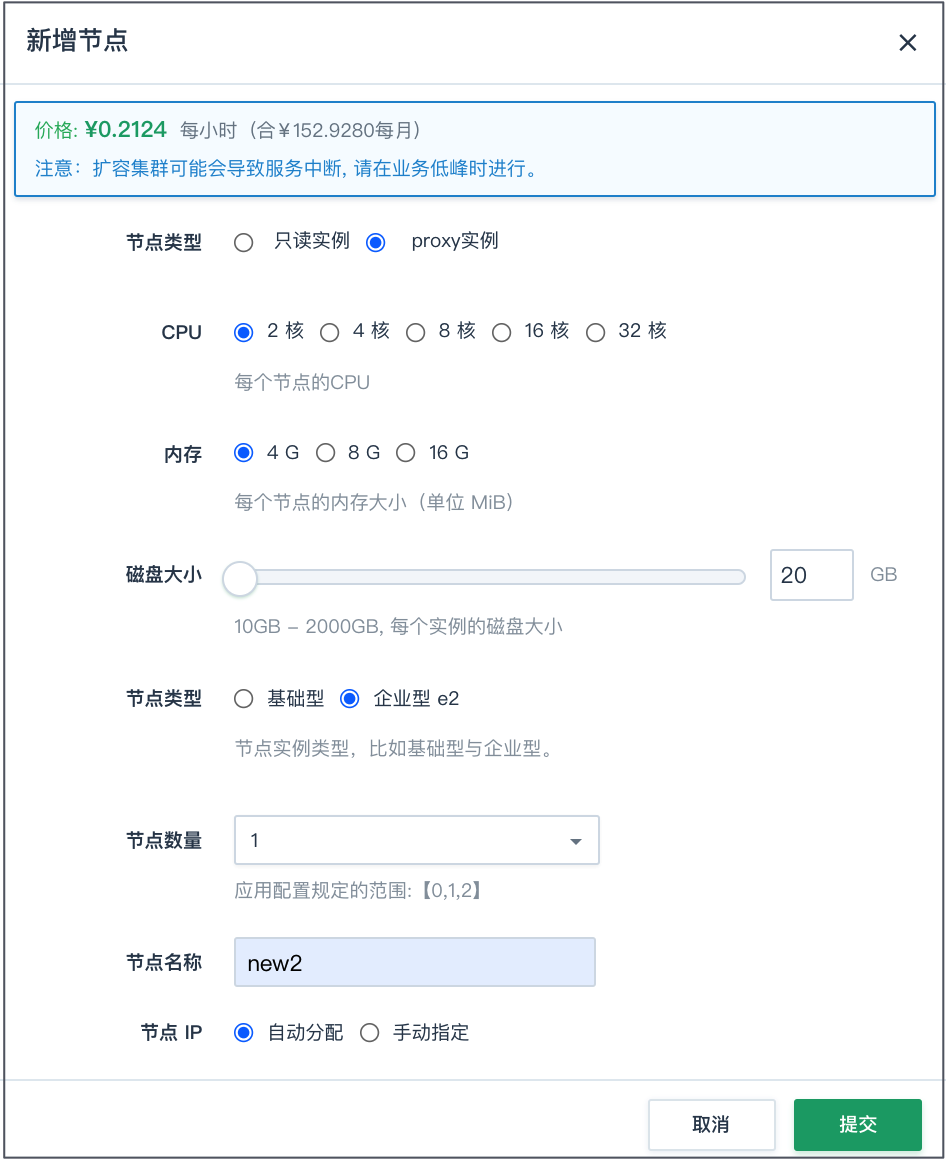 新增节点
价格: ¥0.2124 每小时（合￥152.9280每月）
注意：扩容集群可能会导致服务中断, 请在业务低峰时进行。
节点类型 只读实例 proxy实例
CPU 2 核 4 核 8 核 16 核 32 核
每个节点的CPU
内存 4 G 8 G 16 G
每个节点的内存大小（单位 MiB）
磁盘大小 20 GB
10GB – 2000GB, 每个实例的磁盘大小
节点类型 基础型 企业型 e2
节点实例类型，比如基础型与企业型。
节点数量 1
应用配置规定的范围:【0,1,2】
节点名称 new2
节点 IP 自动分配 手动指定
取消 提交